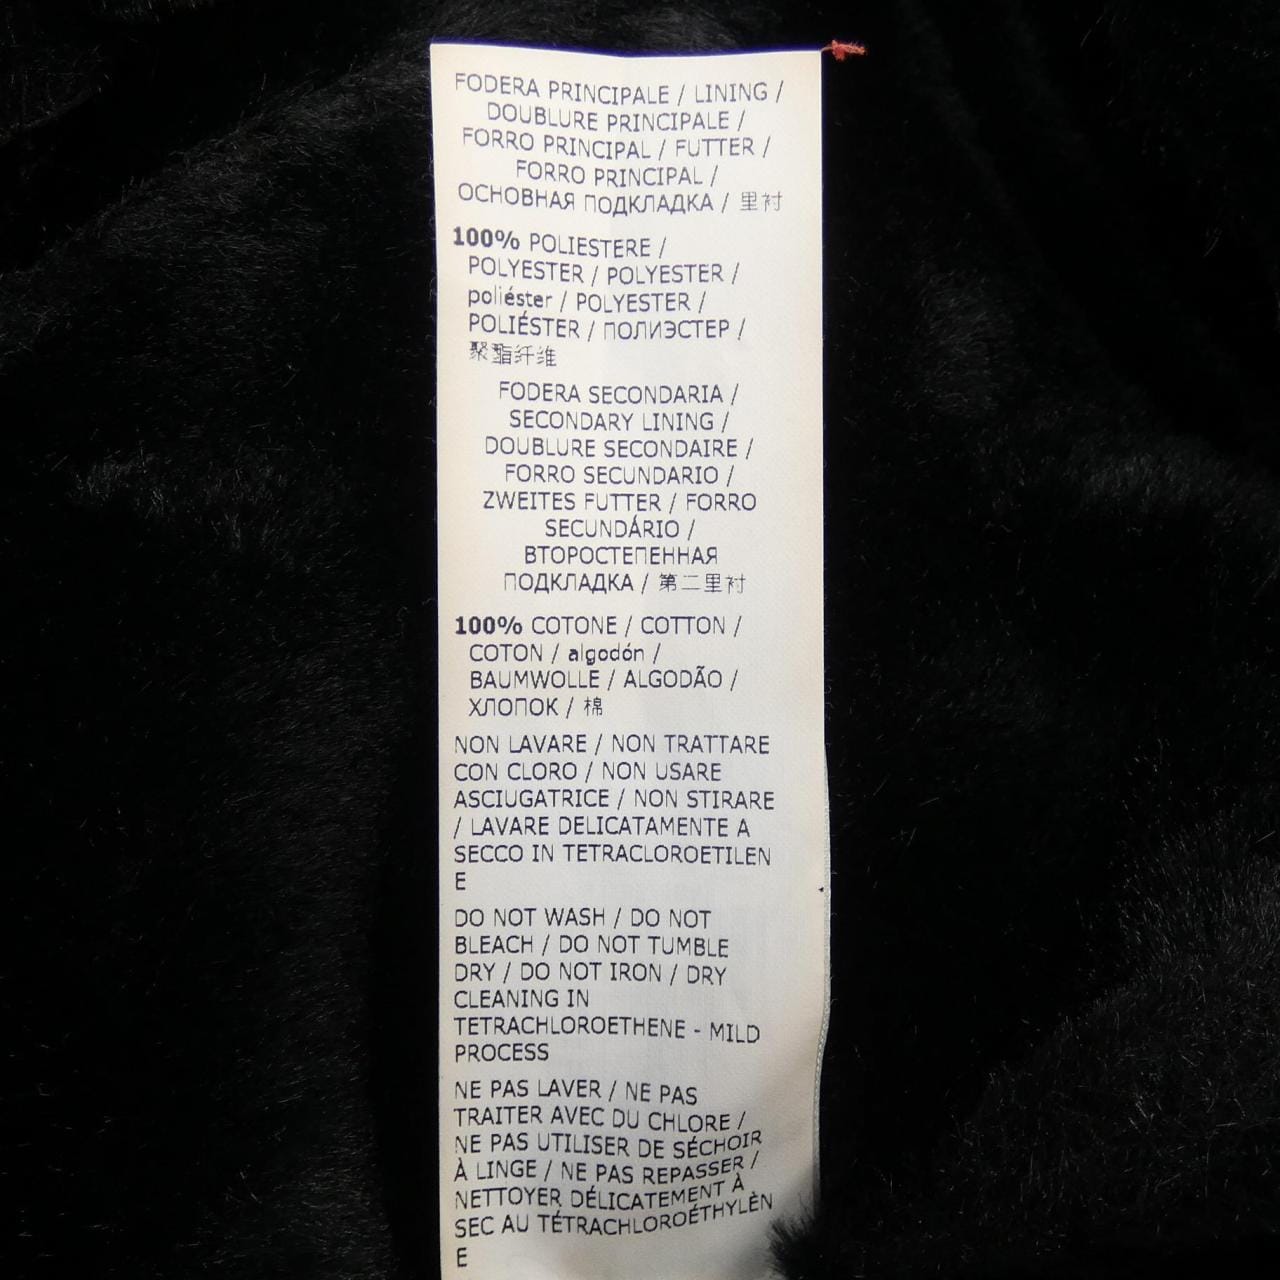 FODERA PRINCIPALE / LINING /
DOUBLURE PRINCIPALE /
FORRO PRINCIPAL / FUTTER /
FORRO PRINCIPAL /
ОСНОВНАЯ ПОДКЛАДКА / 里衬
100% POLIESTERE /
POLYESTER / POLYESTER /
poliéster / POLYESTER /
POLIÉSTER / ПОЛИЭСТЕР /
聚酯纤维
FODERA SECONDARIA /
SECONDARY LINING /
DOUBLURE SECONDAIRE /
FORRO SECUNDARIO /
ZWEITES FUTTER / FORRO
SECUNDÁRIO /
ВТОРОСТЕПЕННАЯ
ПОДКЛАДКА / 第二里衬
100% COTONE / COTTON /
COTON / algodón /
BAUMWOLLE / ALGODÃO /
ХЛОПОК / 棉
NON LAVARE / NON TRATTARE
CON CLORO / NON USARE
ASCIUGATRICE / NON STIRARE
/ LAVARE DELICATAMENTE A
SECCO IN TETRACLOROETILEN
E
DO NOT WASH / DO NOT
BLEACH / DO NOT TUMBLE
DRY / DO NOT IRON / DRY
CLEANING IN
TETRACHLOROETHENE - MILD
PROCESS
NE PAS LAVER / NE PAS
TRAITER AVEC DU CHLORE /
NE PAS UTILISER DE SÉCHOIR
À LINGE / NE PAS REPASSER /
NETTOYER DÉLICATEMENT À
SEC AU TÉTRACHLOROÉTHYLÈN
E